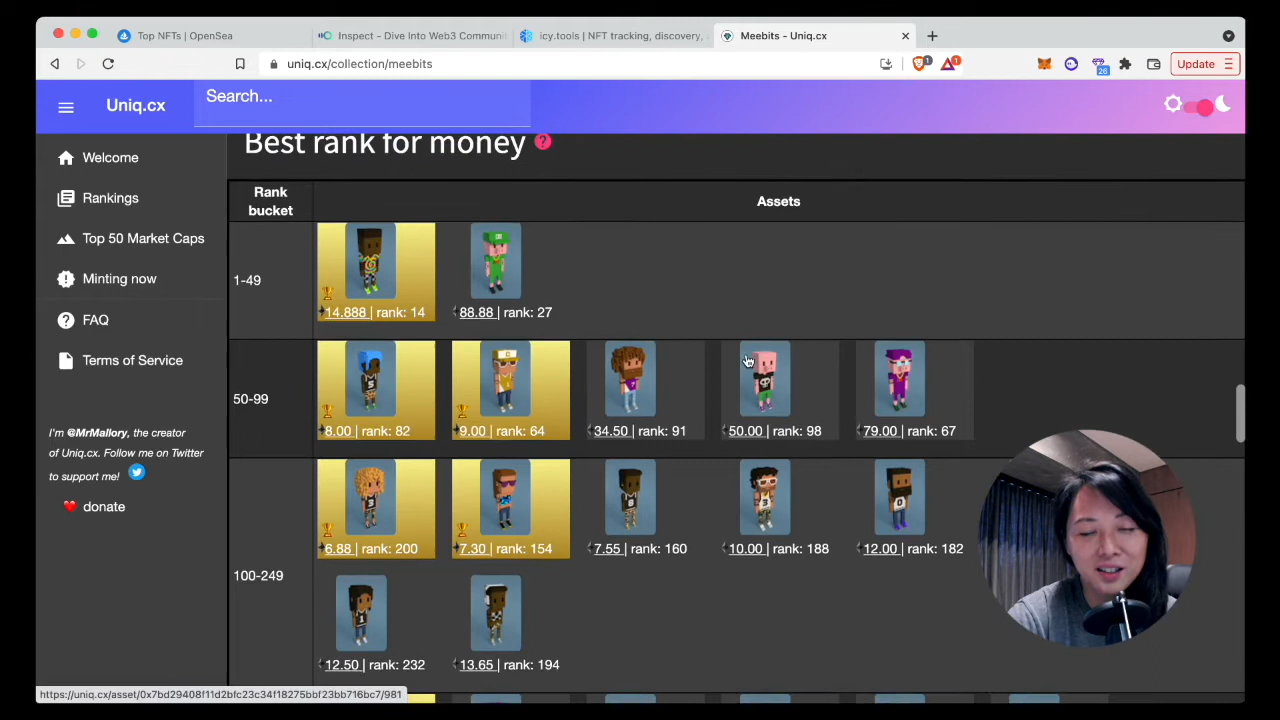 Top NFTs | OpenSea
Inspect - Dive Into Web3 Communi
icy.tools | NFT tracking, discovery,
Meebits - Uniq.cx
uniq.cx/collection/meebits
1
1
26
Update
Uniq.cx
Search...
Welcome
Rankings
Top 50 Market Caps
Minting now
FAQ
Terms of Service
I'm @MrMallory, the creator
of Uniq.cx. Follow me on Twitter
to support me!
donate
Best rank for money ?
Rank
bucket
Assets
1-49
14.888 | rank: 14
88.88 | rank: 27
50-99
8.00 | rank: 82
9.00 | rank: 64
34.50 | rank: 91
50.00 | rank: 98
79.00 | rank: 67
100-249
6.88 | rank: 200
7.30 | rank: 154
7.55 | rank: 160
10.00 | rank: 188
12.00 | rank: 182
12.50 | rank: 232
13.65 | rank: 194
https://uniq.cx/asset/0x7bd29408f11d2bfc23c34f18275bbf23bb716bc7/981